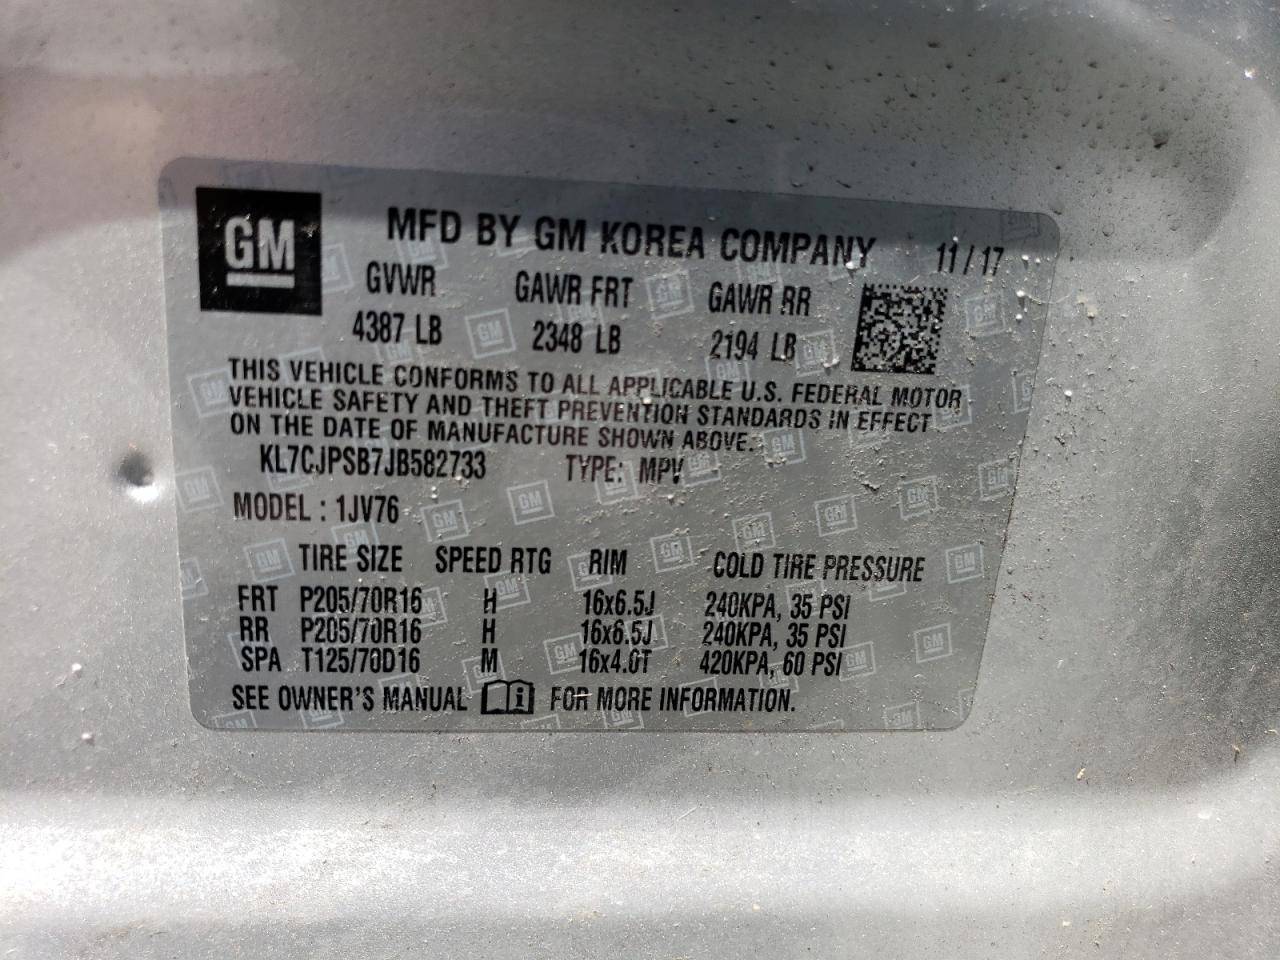 GM
MFD BY GM KOREA COMPANY 11/17
GVWR GAWR FRT GAWR RR
4387 LB 2348 LB 2194 LB
THIS VEHICLE CONFORMS TO ALL APPLICABLE U.S. FEDERAL MOTOR
VEHICLE SAFETY AND THEFT PREVENTION STANDARDS IN EFFECT
ON THE DATE OF MANUFACTURE SHOWN ABOVE.
KL7CJPSB7JB582733 TYPE: MPV
MODEL : 1JV76
TIRE SIZE SPEED RTG RIM COLD TIRE PRESSURE
FRT P205/70R16 H 16x6.5J 240KPA, 35 PSI
RR P205/70R16 H 16x6.5J 240KPA, 35 PSI
SPA T125/70D16 M 16x4.0T 420KPA, 60 PSI
SEE OWNER'S MANUAL i FOR MORE INFORMATION.